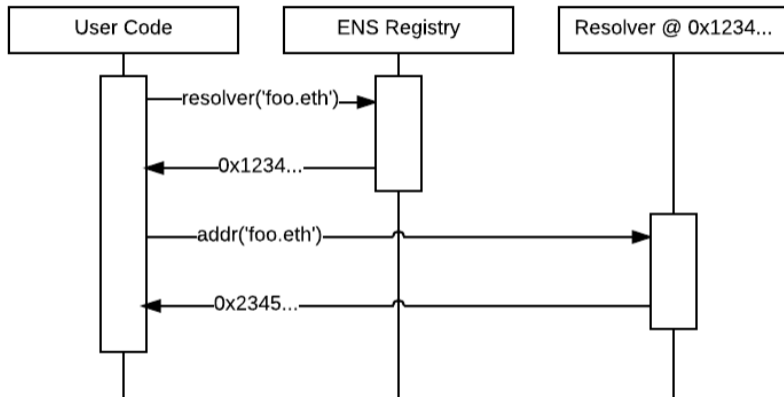 User Code
ENS Registry
Resolver @ 0x1234...
resolver('foo.eth')
0x1234...
addr('foo.eth')
0x2345...